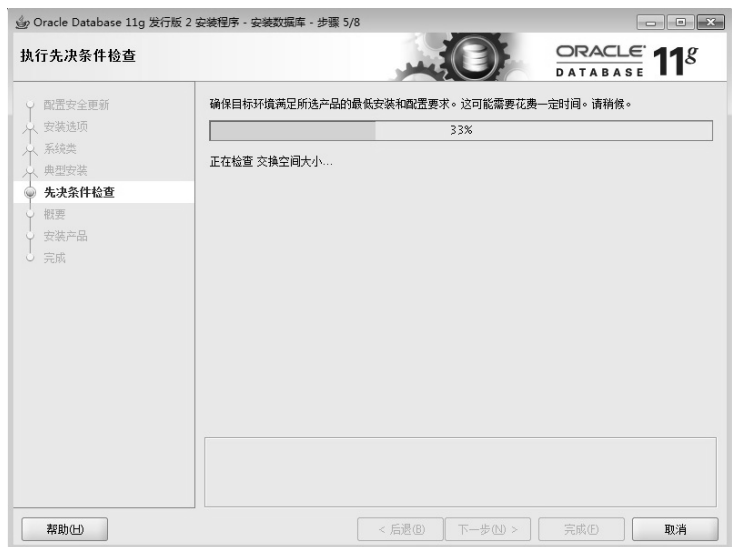 Oracle Database 11g 发行版 2 安装程序 - 安装数据库 - 步骤 5/8
执行先决条件检查
ORACLE
DATABASE
11g
配置安全更新
安装选项
系统类
典型安装
先决条件检查
概要
安装产品
完成
确保目标环境满足所选产品的最低安装和配置要求。这可能需要花费一定时间。请稍候。
33%
正在检查 交换空间大小...
帮助(H)
< 后退(B)
下一步(N) >
完成(F)
取消